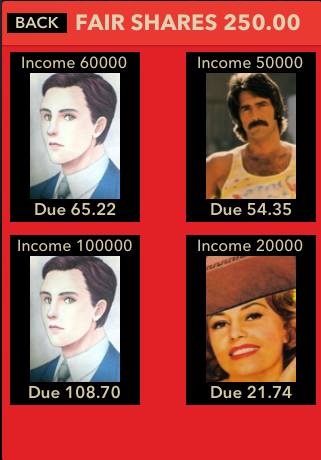 BACK FAIR SHARES 250.00
Income 60000
Due 65.22
Income 50000
Due 54.35
Income 100000
Due 108.70
Income 20000
Due 21.74